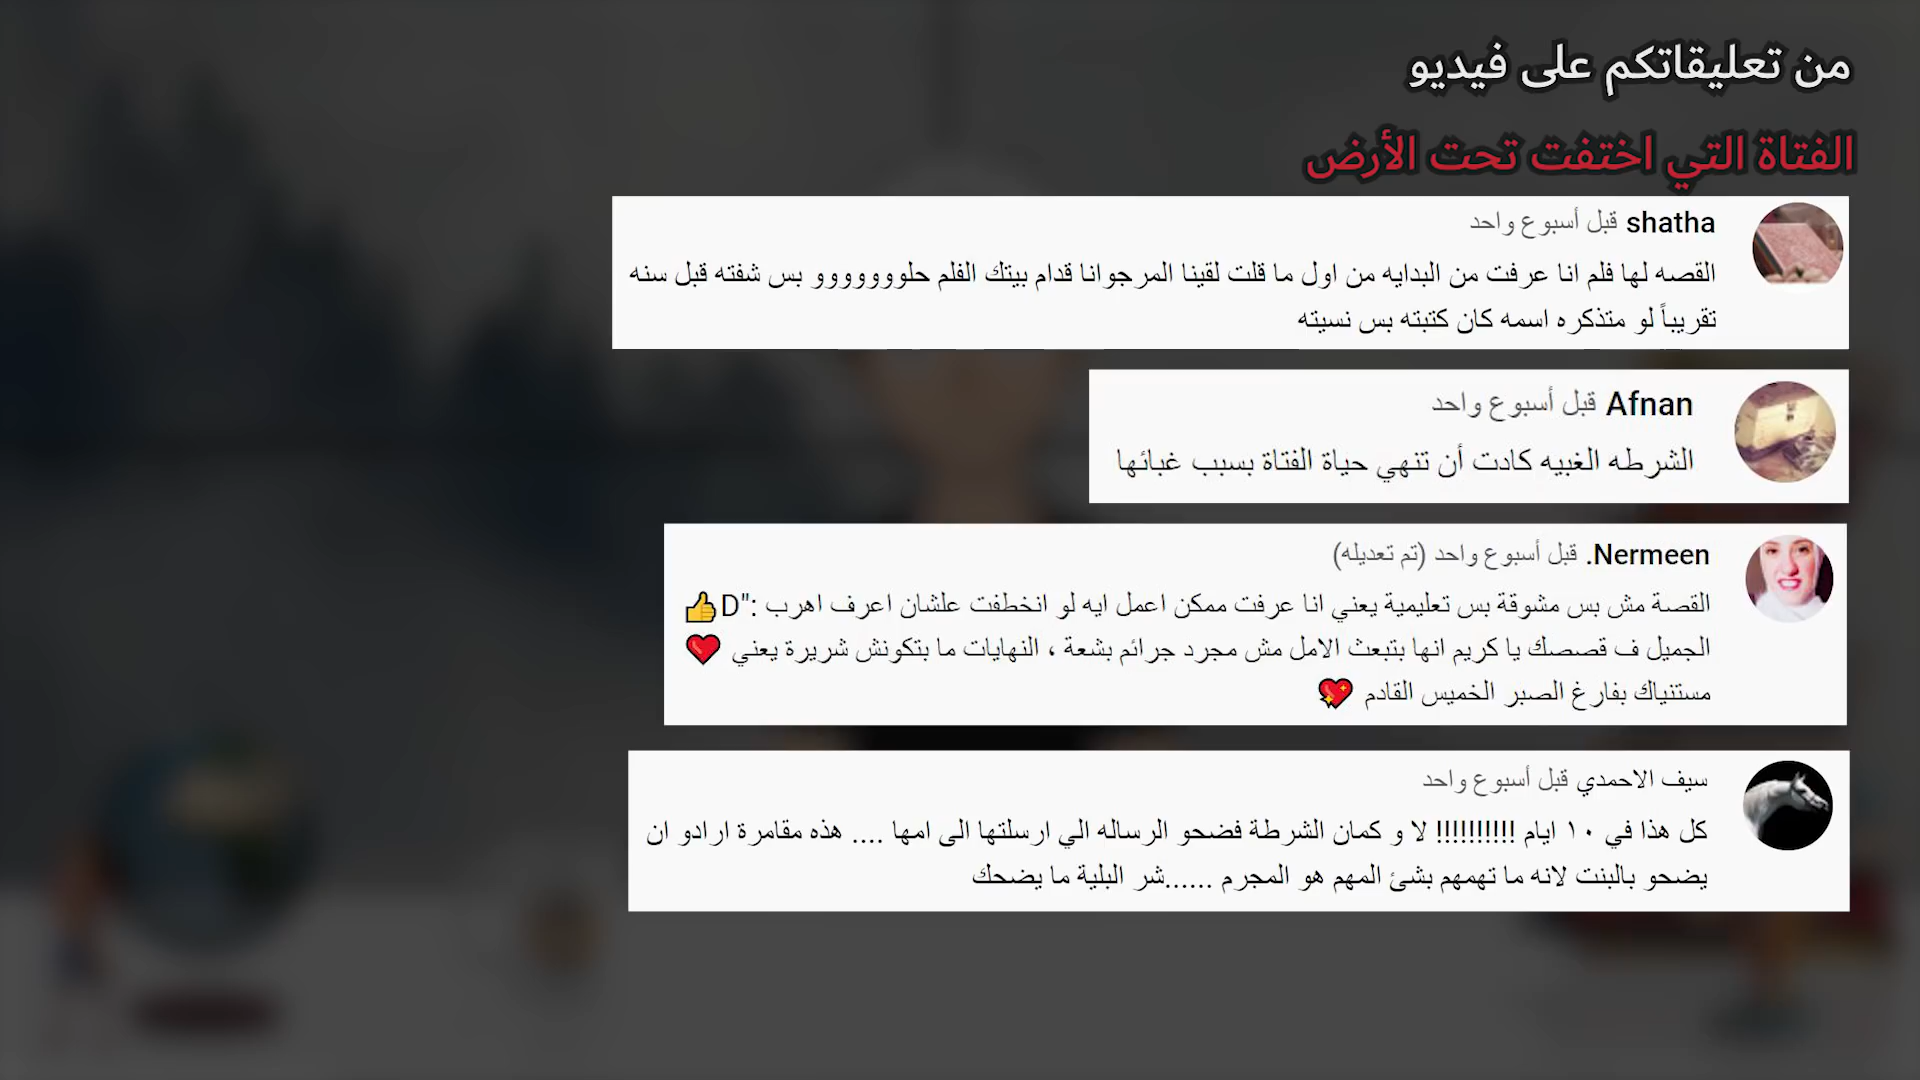 من تعليقاتكم على فيديو
الفتاة التي اختفت تحت الأرض
shatha قبل أسبوع واحد
القصه لها فلم انا عرفت من البدايه من اول ما قلت لقينا المرجوانا قدام بيتك الفلم حلووووووو بس شفته قبل سنه
تقريباً لو متذكره اسمه كان كتبته بس نسيته
Afnan قبل أسبوع واحد
الشرطه الغبيه كادت أن تنهي حياة الفتاة بسبب غبائها
Nermeen. قبل أسبوع واحد (تم تعديله)
القصة مش بس مشوقة بس تعليمية يعني انا عرفت ممكن اعمل ايه لو انخطفت علشان اعرف اهرب :"D👍
الجميل ف قصصك يا كريم انها بتبعث الامل مش مجرد جرائم بشعة ، النهايات ما بتكونش شريرة يعني ❤️
مستنياك بفارغ الصبر الخميس القادم 💖
سيف الاحمدي قبل أسبوع واحد
كل هذا في ١٠ ايام !!!!!!!!!! لا و كمان الشرطة فضحو الرساله الي ارسلتها الى امها .... هذه مقامرة ارادو ان
يضحو بالبنت لانه ما تهمهم بشئ المهم هو المجرم ......شر البلية ما يضحك